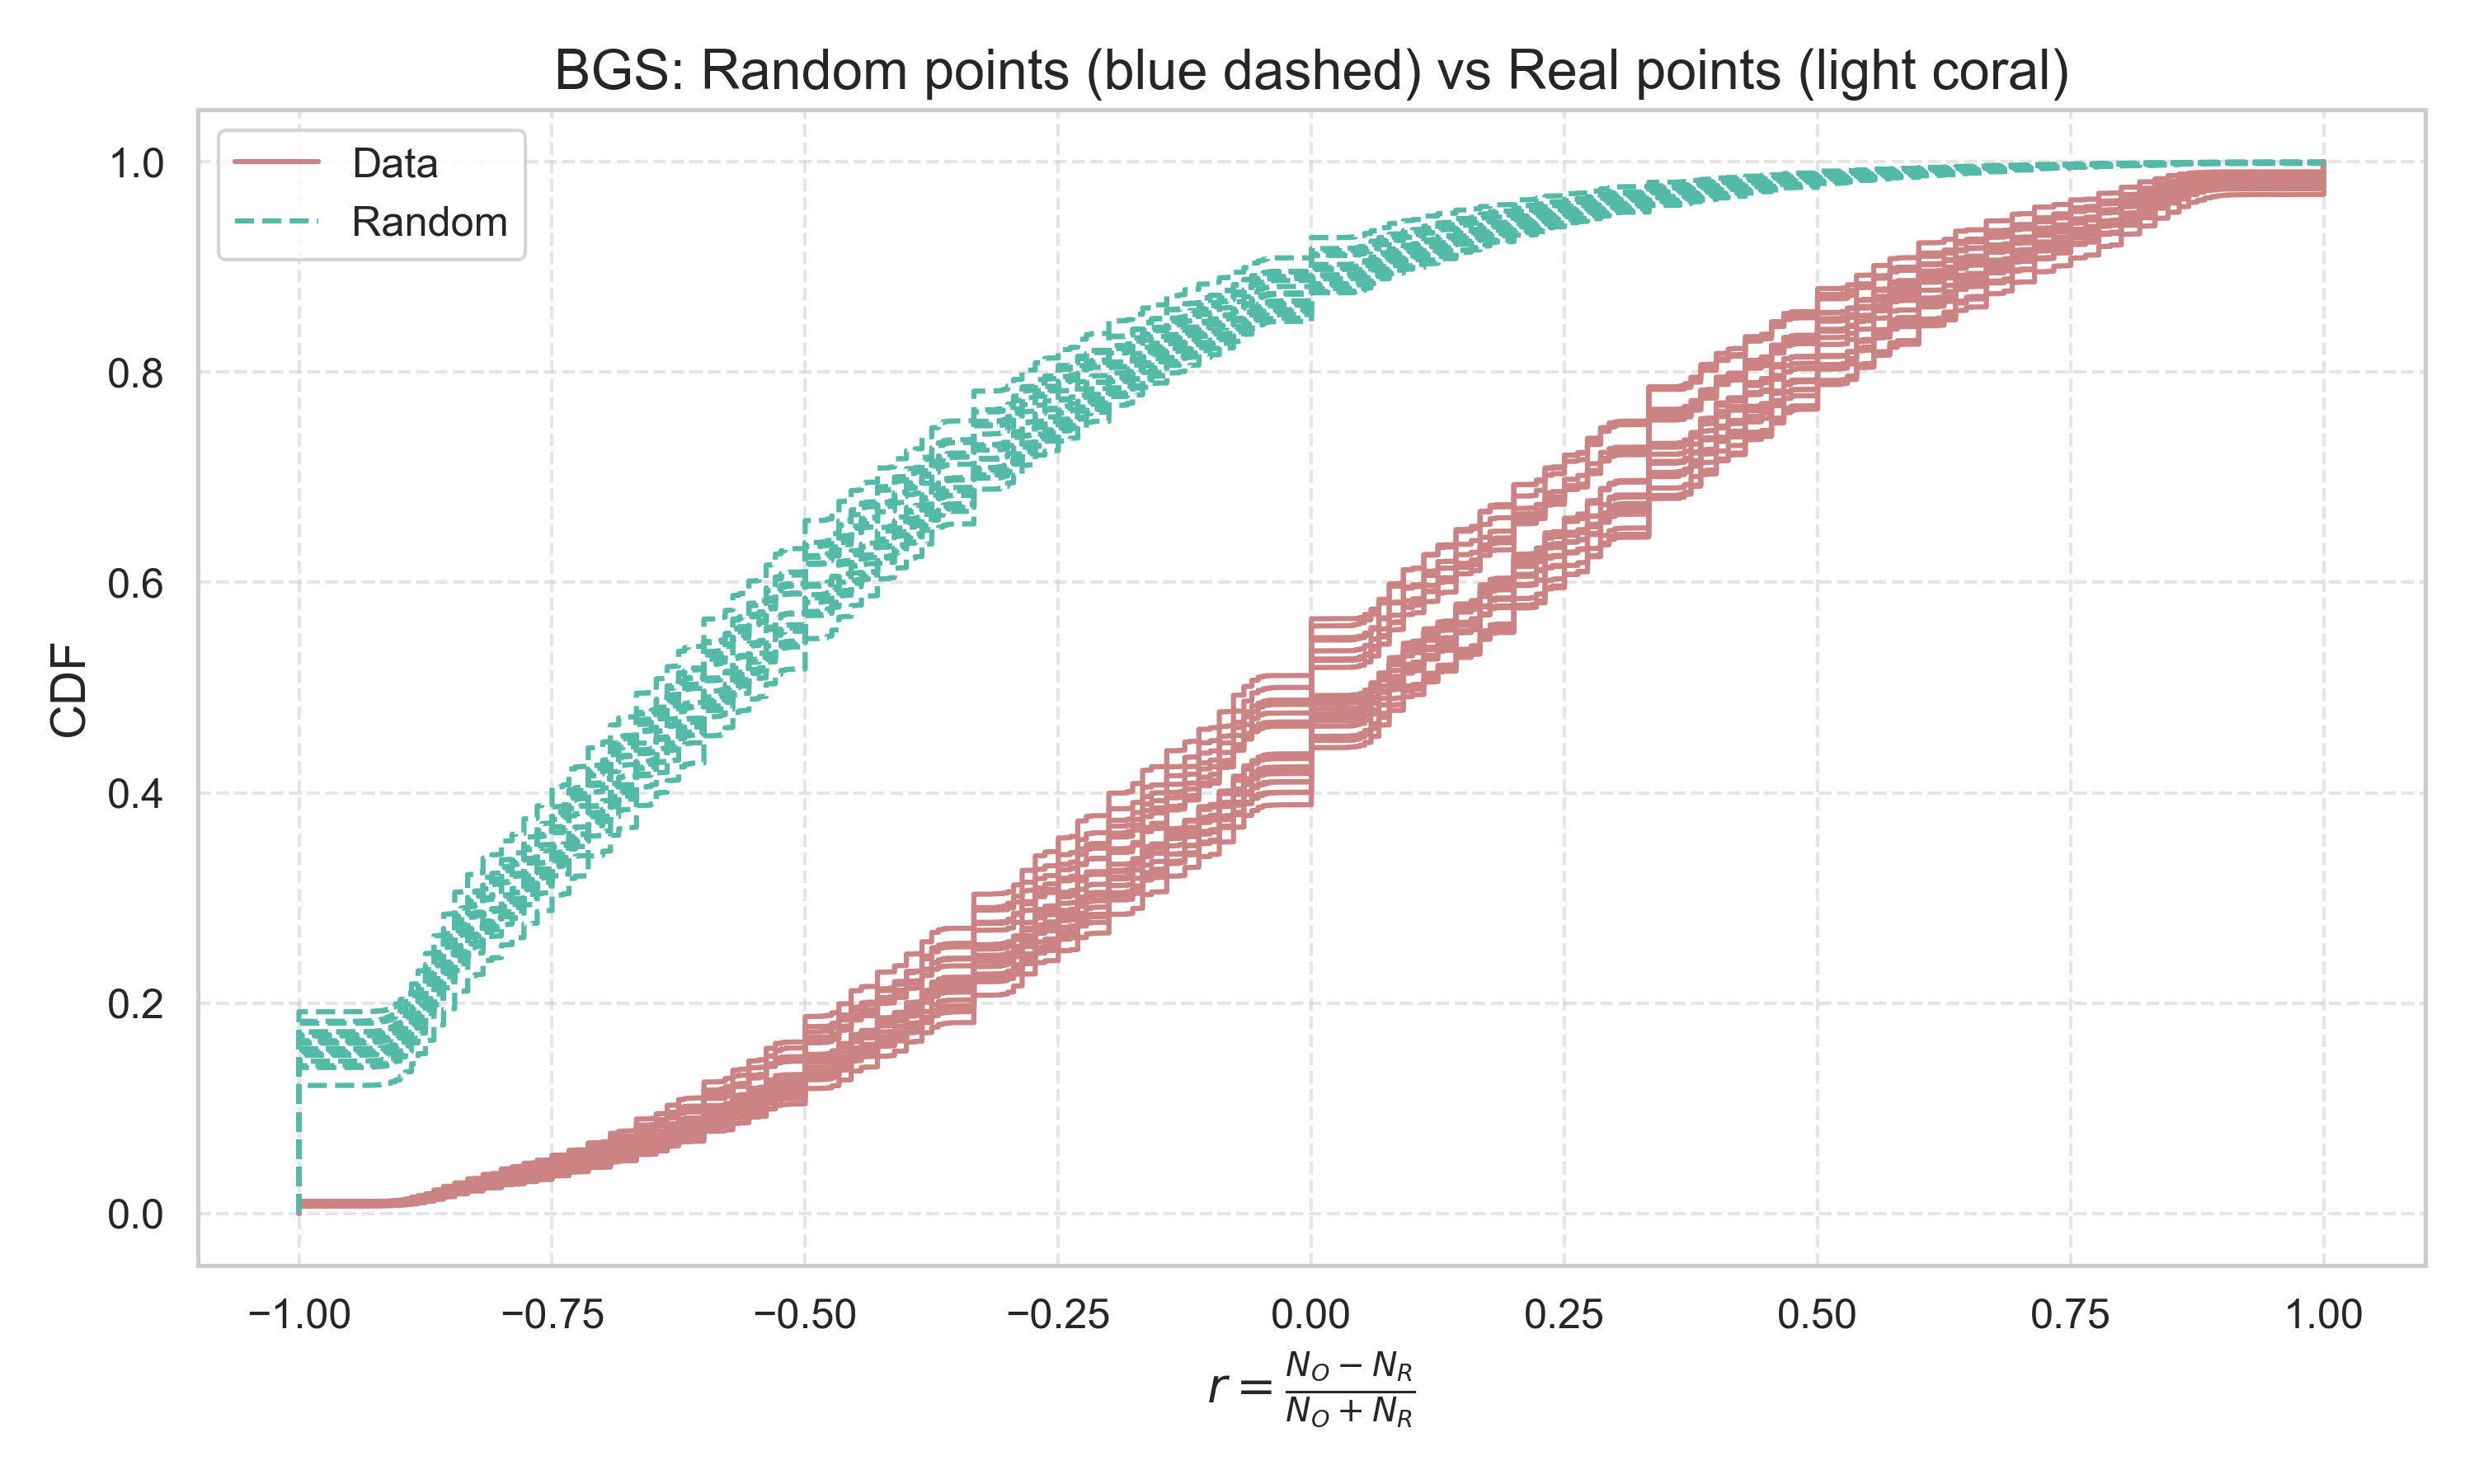 BGS: Random points (blue dashed) vs Real points (light coral)
Data
Random
1.0
0.8
0.6
0.4
0.2
0.0
CDF
−1.00 −0.75 −0.50 −0.25 0.00 0.25 0.50 0.75 1.00
r = \frac{N_O − N_R}{N_O + N_R}